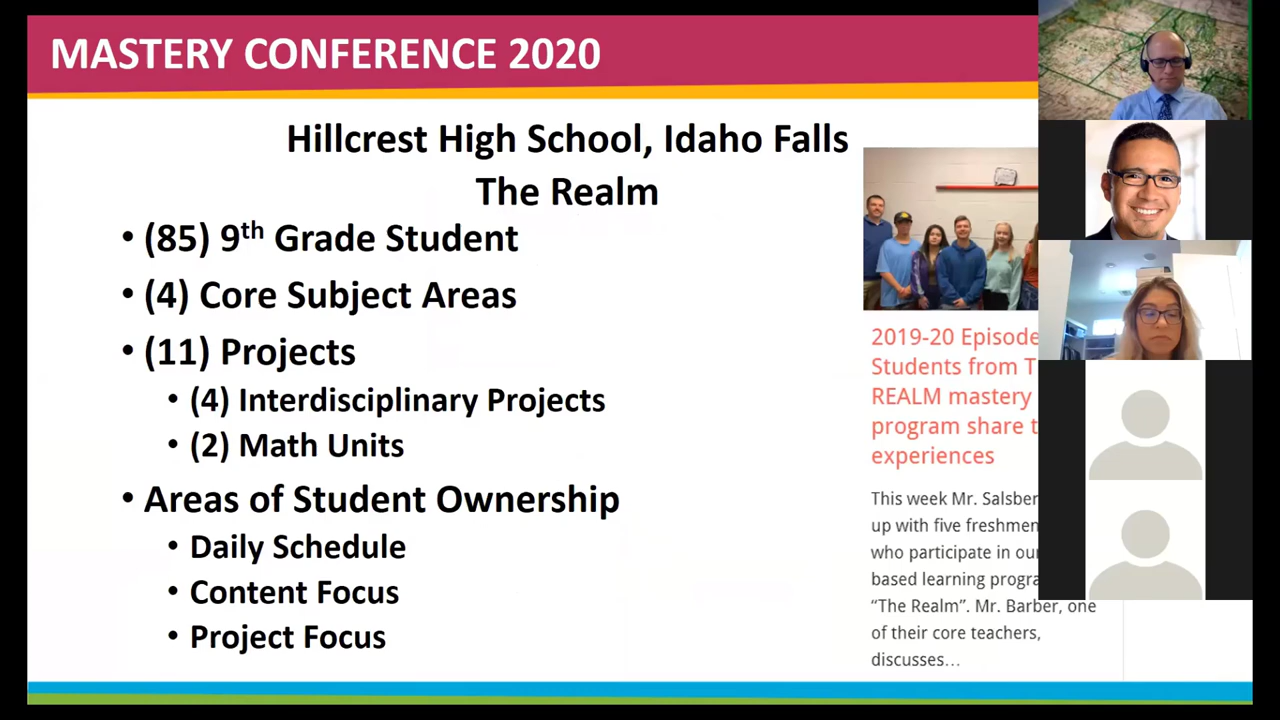 MASTERY CONFERENCE 2020
Hillcrest High School, Idaho Falls
The Realm
• (85) 9th Grade Student
• (4) Core Subject Areas
• (11) Projects
• (4) Interdisciplinary Projects
• (2) Math Units
• Areas of Student Ownership
• Daily Schedule
• Content Focus
• Project Focus
2019-20 Episode
Students from T
REALM mastery
program share t
experiences
This week Mr. Salsber
up with five freshmen
who participate in our
based learning progra
“The Realm”. Mr. Barber, one
of their core teachers,
discusses…